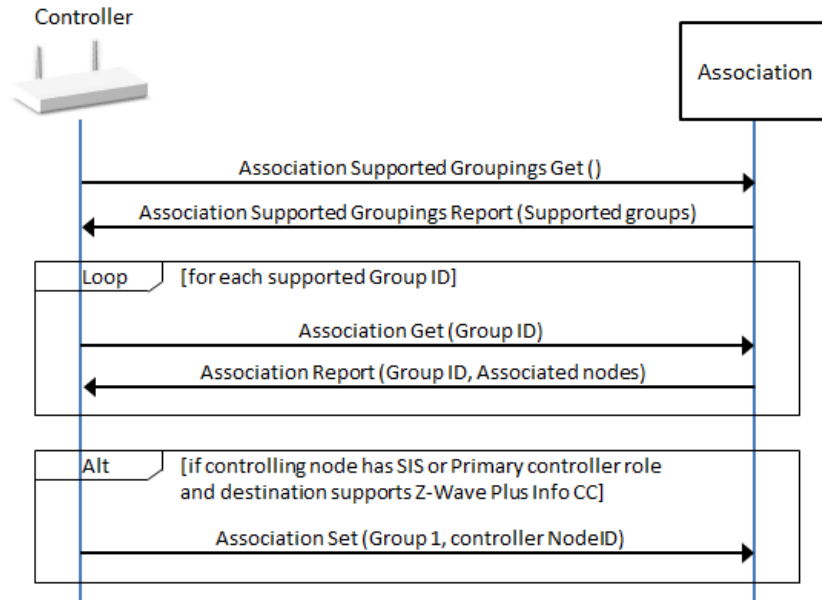 Controller
Association
Association Supported Groupings Get ()
Association Supported Groupings Report (Supported groups)
Loop [for each supported Group ID]
Association Get (Group ID)
Association Report (Group ID, Associated nodes)
Alt [if controlling node has SIS or Primary controller role
and destination supports Z-Wave Plus Info CC]
Association Set (Group 1, controller NodeID)